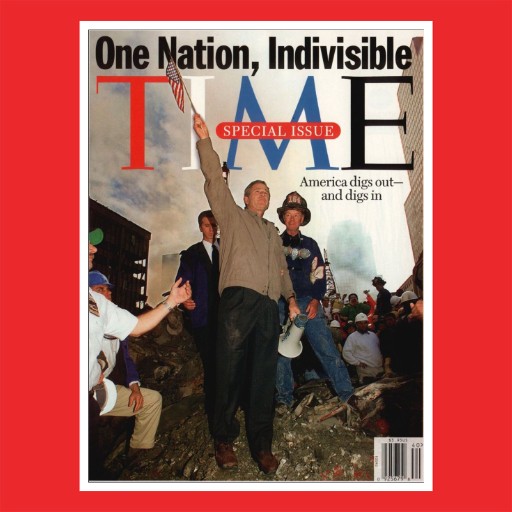 One Nation, Indivisible
TIME
SPECIAL ISSUE
America digs out—
and digs in